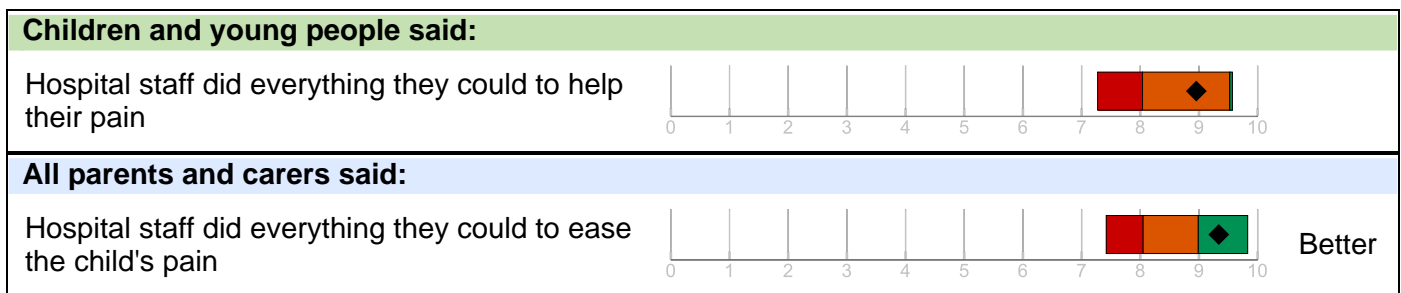 Children and young people said:
Hospital staff did everything they could to help
their pain
0 1 2 3 4 5 6 7 8 9 10
All parents and carers said:
Hospital staff did everything they could to ease
the child's pain
0 1 2 3 4 5 6 7 8 9 10
Better